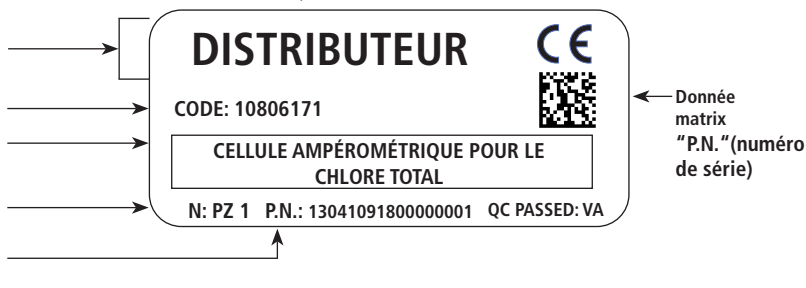 DISTRIBUTEUR CE
CODE: 10806171
CELLULE AMPÉROMÉTRIQUE POUR LE
CHLORE TOTAL
N: PZ 1 P.N.: 13041091800000001 QC PASSED: VA
Donnée
matrix
“P.N.“(numéro
de série)